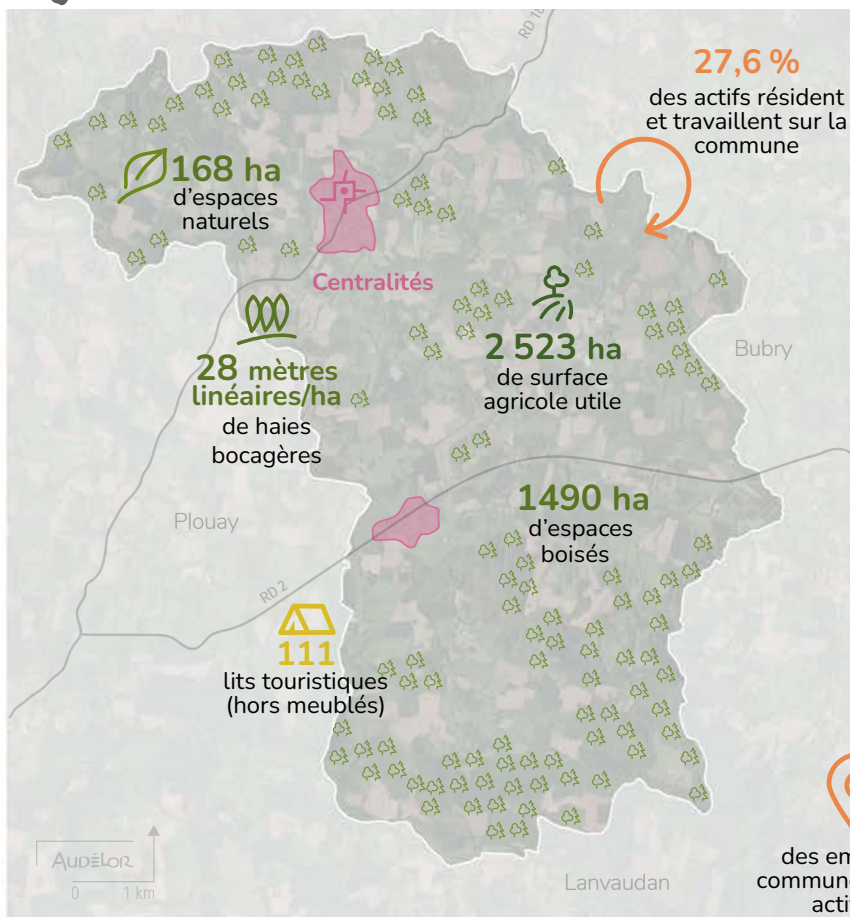 RD 18
27,6 %
des actifs résident
et travaillent sur la
commune
168 ha
d'espaces
naturels
Centralités
28 mètres
linéaires/ha
de haies
bocagères
2 523 ha
de surface
agricole utile
Bubry
Plouay
1490 ha
d'espaces
boisés
RD 2
111
lits touristiques
(hors meublés)
AUDÉLOR
0 1 km
Lanvaudan
des em
commun
acti